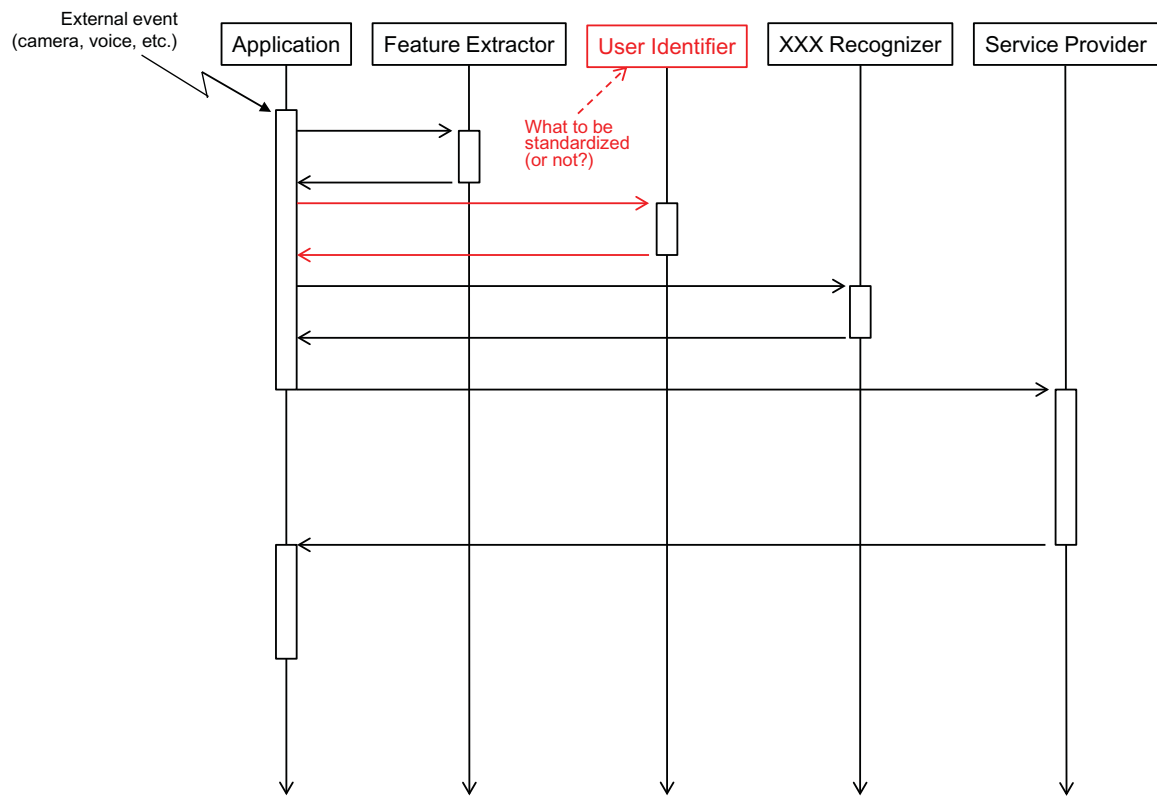 External event
(camera, voice, etc.)
Application
Feature Extractor
User Identifier
XXX Recognizer
Service Provider
What to be
standardized
(or not?)